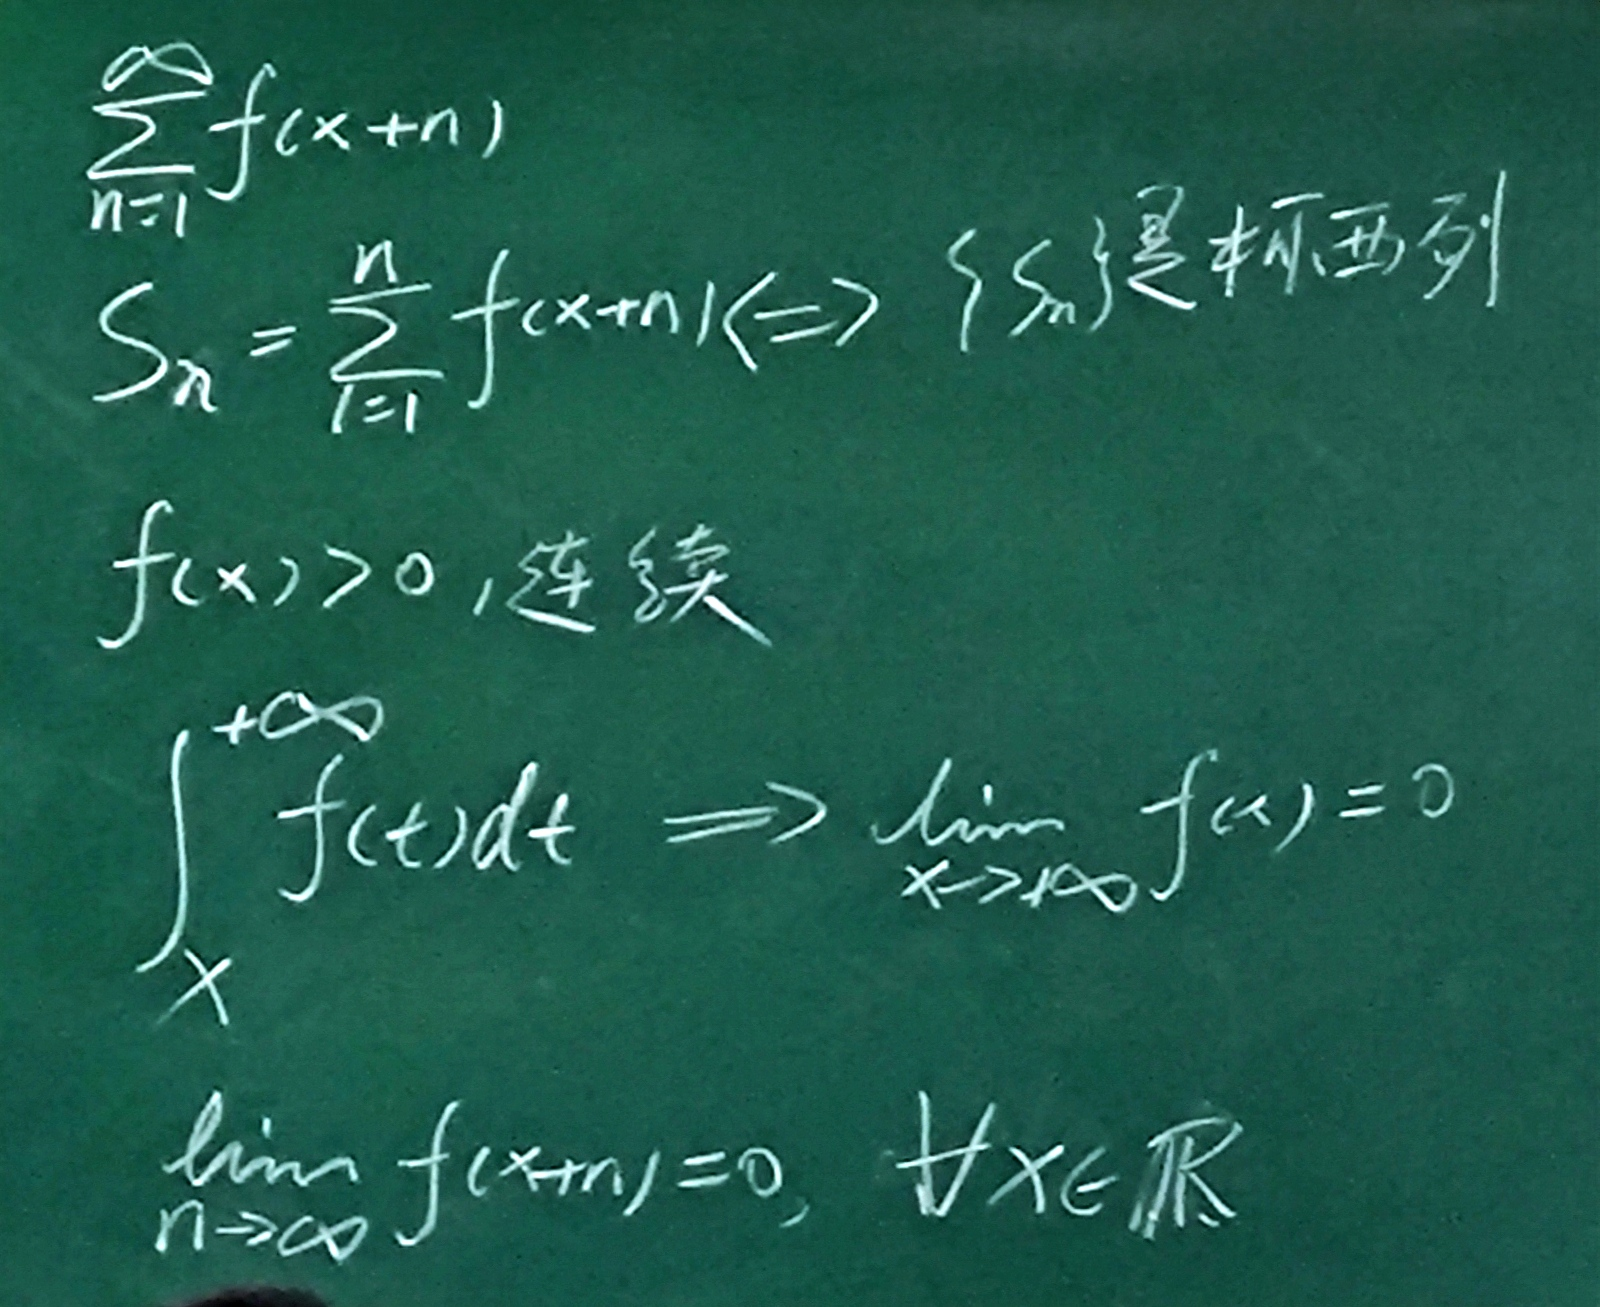 $\sum_{n=1}^{\infty} f(x+n)$
$S_n = \sum_{i=1}^{n} f(x+n) \Longleftrightarrow \{S_n\}$是柯西列
$f(x) > 0$,连续
$\int_{x}^{+\infty} f(t)dt \Longrightarrow \lim_{x \to +\infty} f(x) = 0$
$\lim_{n \to \infty} f(x+n) = 0, \forall x \in \mathbb{R}$